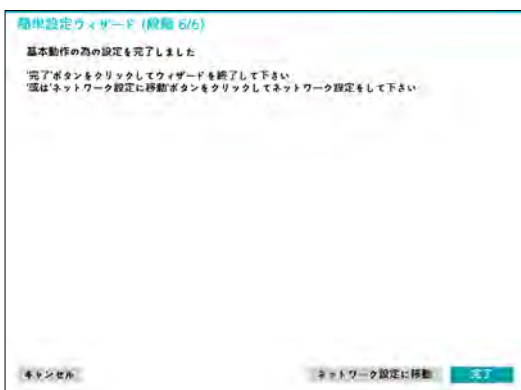 簡単設定ウィザード (段階 6/6)
基本動作の為の設定を完了しました
'完了'ボタンをクリックしてウィザードを終了して下さい
'或は'ネットワーク設定に移動'ボタンをクリックしてネットワーク設定をして下さい
キャンセル
ネットワーク設定に移動
完了